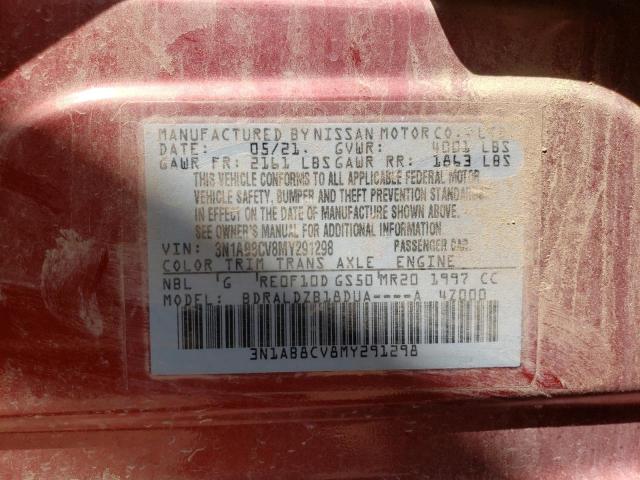 MANUFACTURED BY NISSAN MOTOR CO., LTD.
DATE: 05/21. GVWR: 4001 LBS
GAWR FR: 2161 LBS GAWR RR: 1863 LBS
THIS VEHICLE CONFORMS TO ALL APPLICABLE FEDERAL MOTOR
VEHICLE SAFETY, BUMPER AND THEFT PREVENTION STANDARDS
IN EFFECT ON THE DATE OF MANUFACTURE SHOWN ABOVE.
SEE OWNER'S MANUAL FOR ADDITIONAL INFORMATION
VIN: 3N1AB8CV8MY291298 PASSENGER CAR
COLOR TRIM TRANS AXLE ENGINE
NBL G RE0F10D GS50 MR20 1997 CC
MODEL: BDRALDZB18DUA----A 47000
3N1AB8CV8MY291298